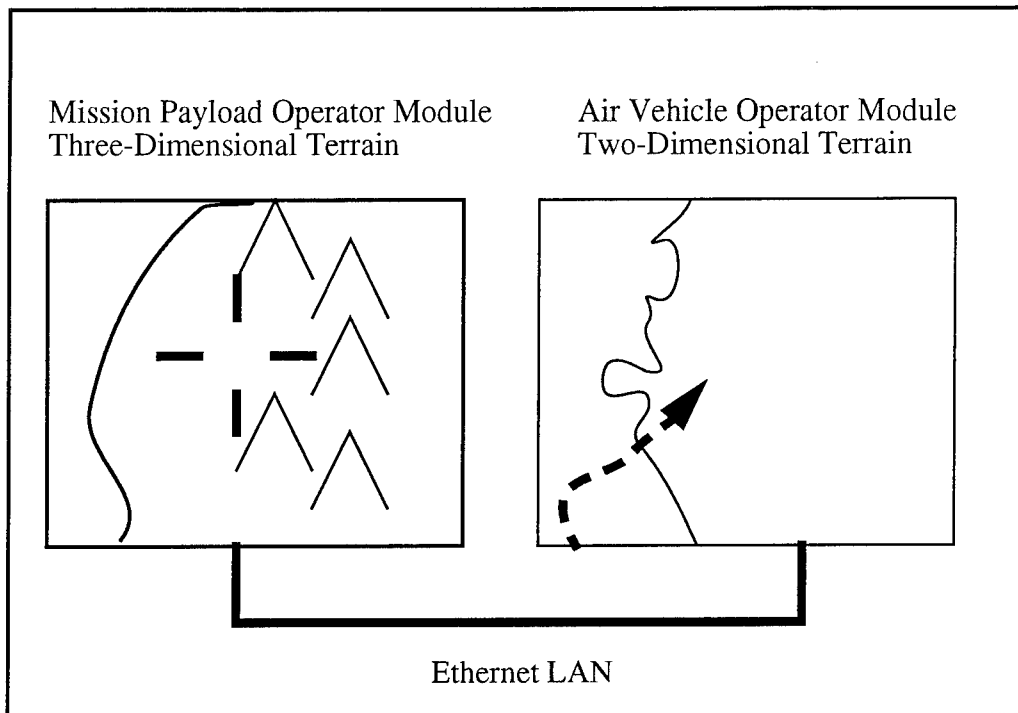 Mission Payload Operator Module
Three-Dimensional Terrain
Air Vehicle Operator Module
Two-Dimensional Terrain
Ethernet LAN